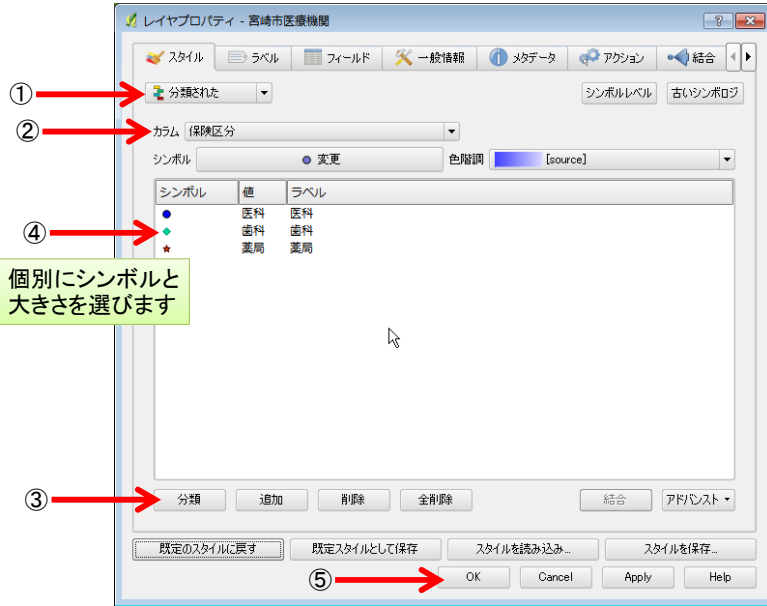 レイヤプロパティ - 宮崎市医療機関
スタイル ラベル フィールド 一般情報 メタデータ アクション 結合
① 分類された シンボルレベル 古いシンボロジ
② カラム 保険区分
シンボル 変更 色階調 [source]
シンボル 値 ラベル
医科 医科
④ 歯科 歯科
薬局 薬局
個別にシンボルと
大きさを選びます
③ 分類 追加 削除 全削除 結合 アドバンスト
既定のスタイルに戻す 既定スタイルとして保存 スタイルを読み込み... スタイルを保存...
⑤ OK Cancel Apply Help